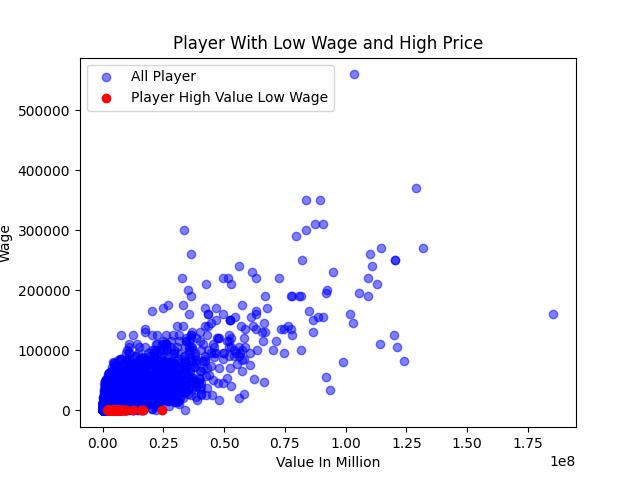 Player With Low Wage and High Price
All Player
Player High Value Low Wage
Wage
500000
400000
300000
200000
100000
0
0.00 0.25 0.50 0.75 1.00 1.25 1.50 1.75
1e8
Value In Million